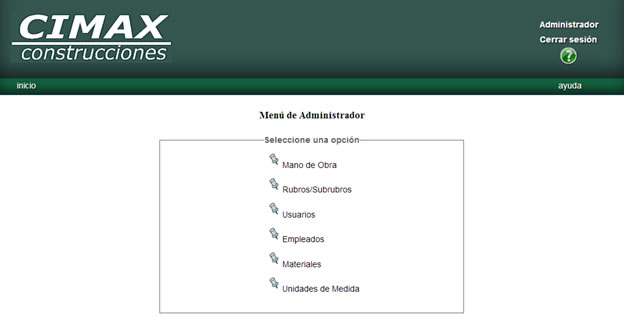 CIMAX
construcciones
Administrador
Cerrar sesión
?
inicio
ayuda
Menú de Administrador
Seleccione una opción
Mano de Obra
Rubros/Subrubros
Usuarios
Empleados
Materiales
Unidades de Medida